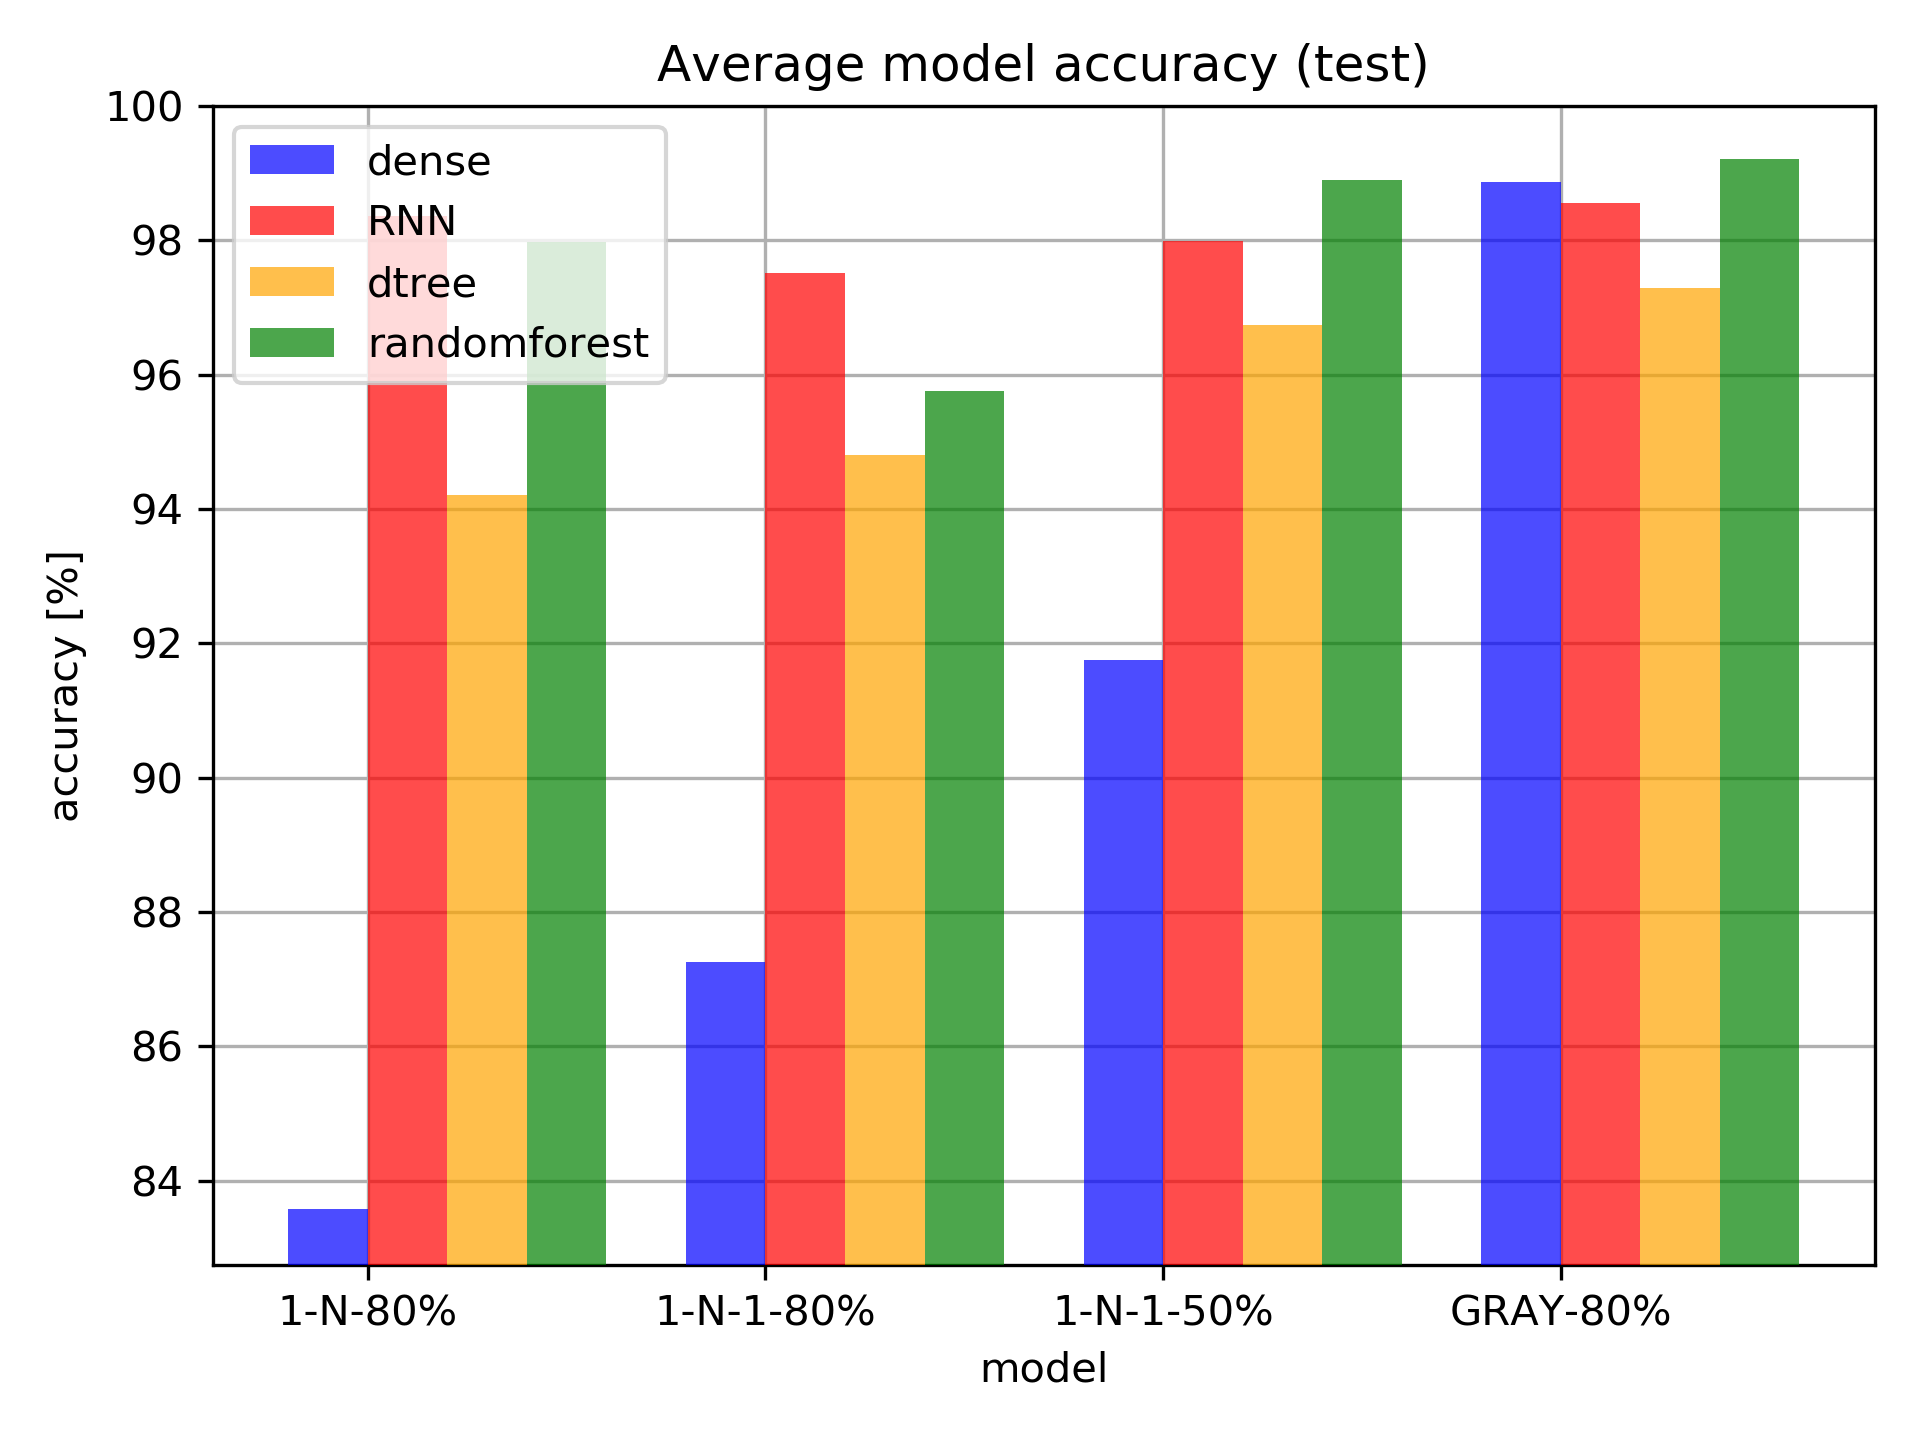 Average model accuracy (test)
100
98
96
94
92
90
88
86
84
accuracy [%]
dense
RNN
dtree
randomforest
1-N-80%
1-N-1-80%
1-N-1-50%
GRAY-80%
model